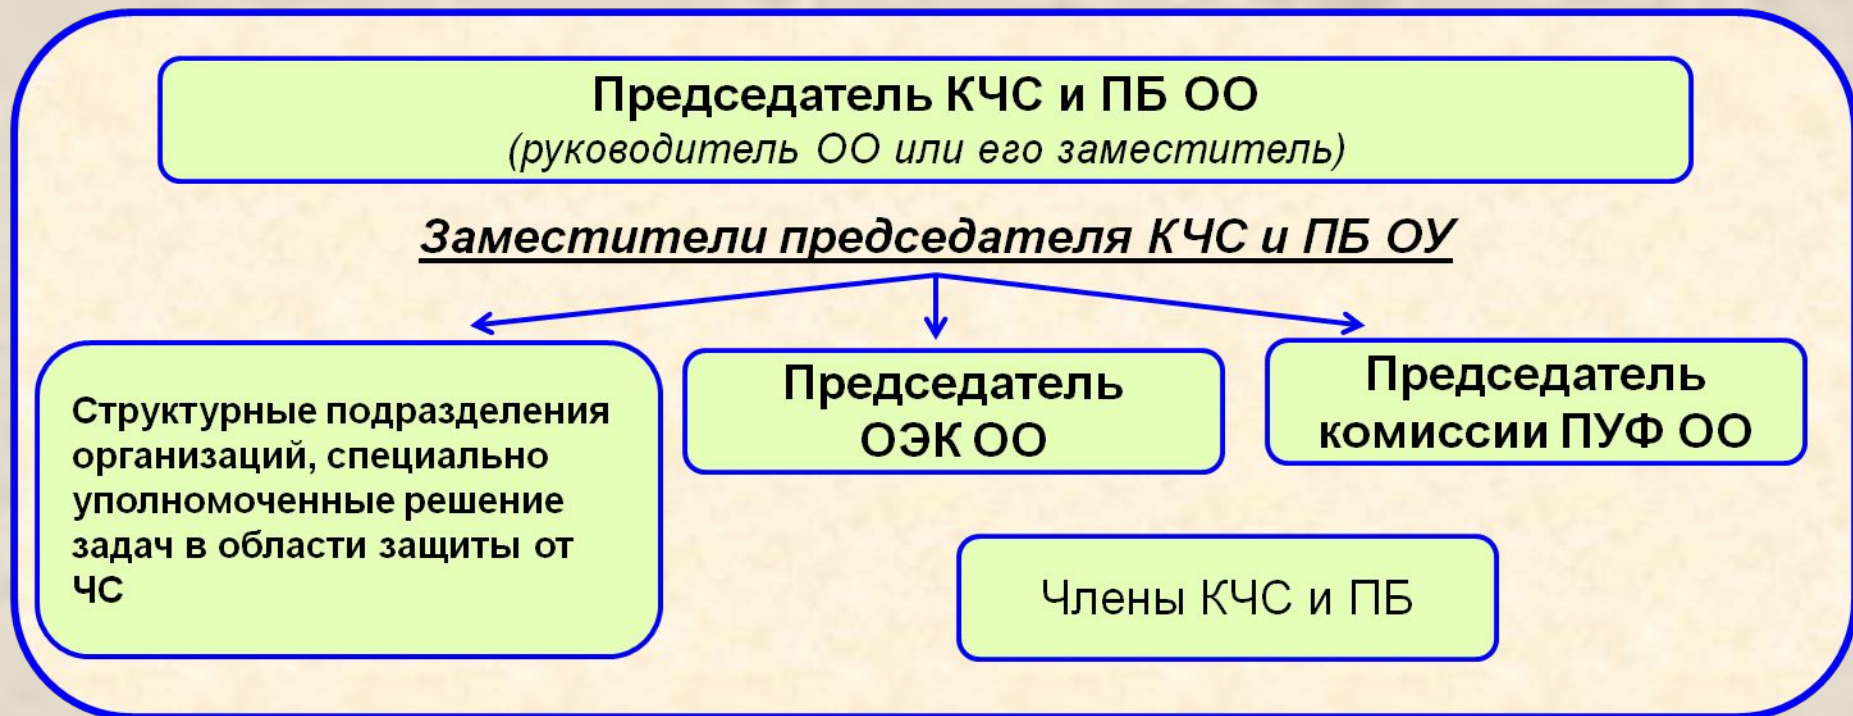 Председатель КЧС и ПБ ОО
(руководитель ОО или его заместитель)
Заместители председателя КЧС и ПБ ОУ
Структурные подразделения
организаций, специально
уполномоченные решение
задач в области защиты от
ЧС
Председатель
ОЭК ОО
Председатель
комиссии ПУФ ОО
Члены КЧС и ПБ